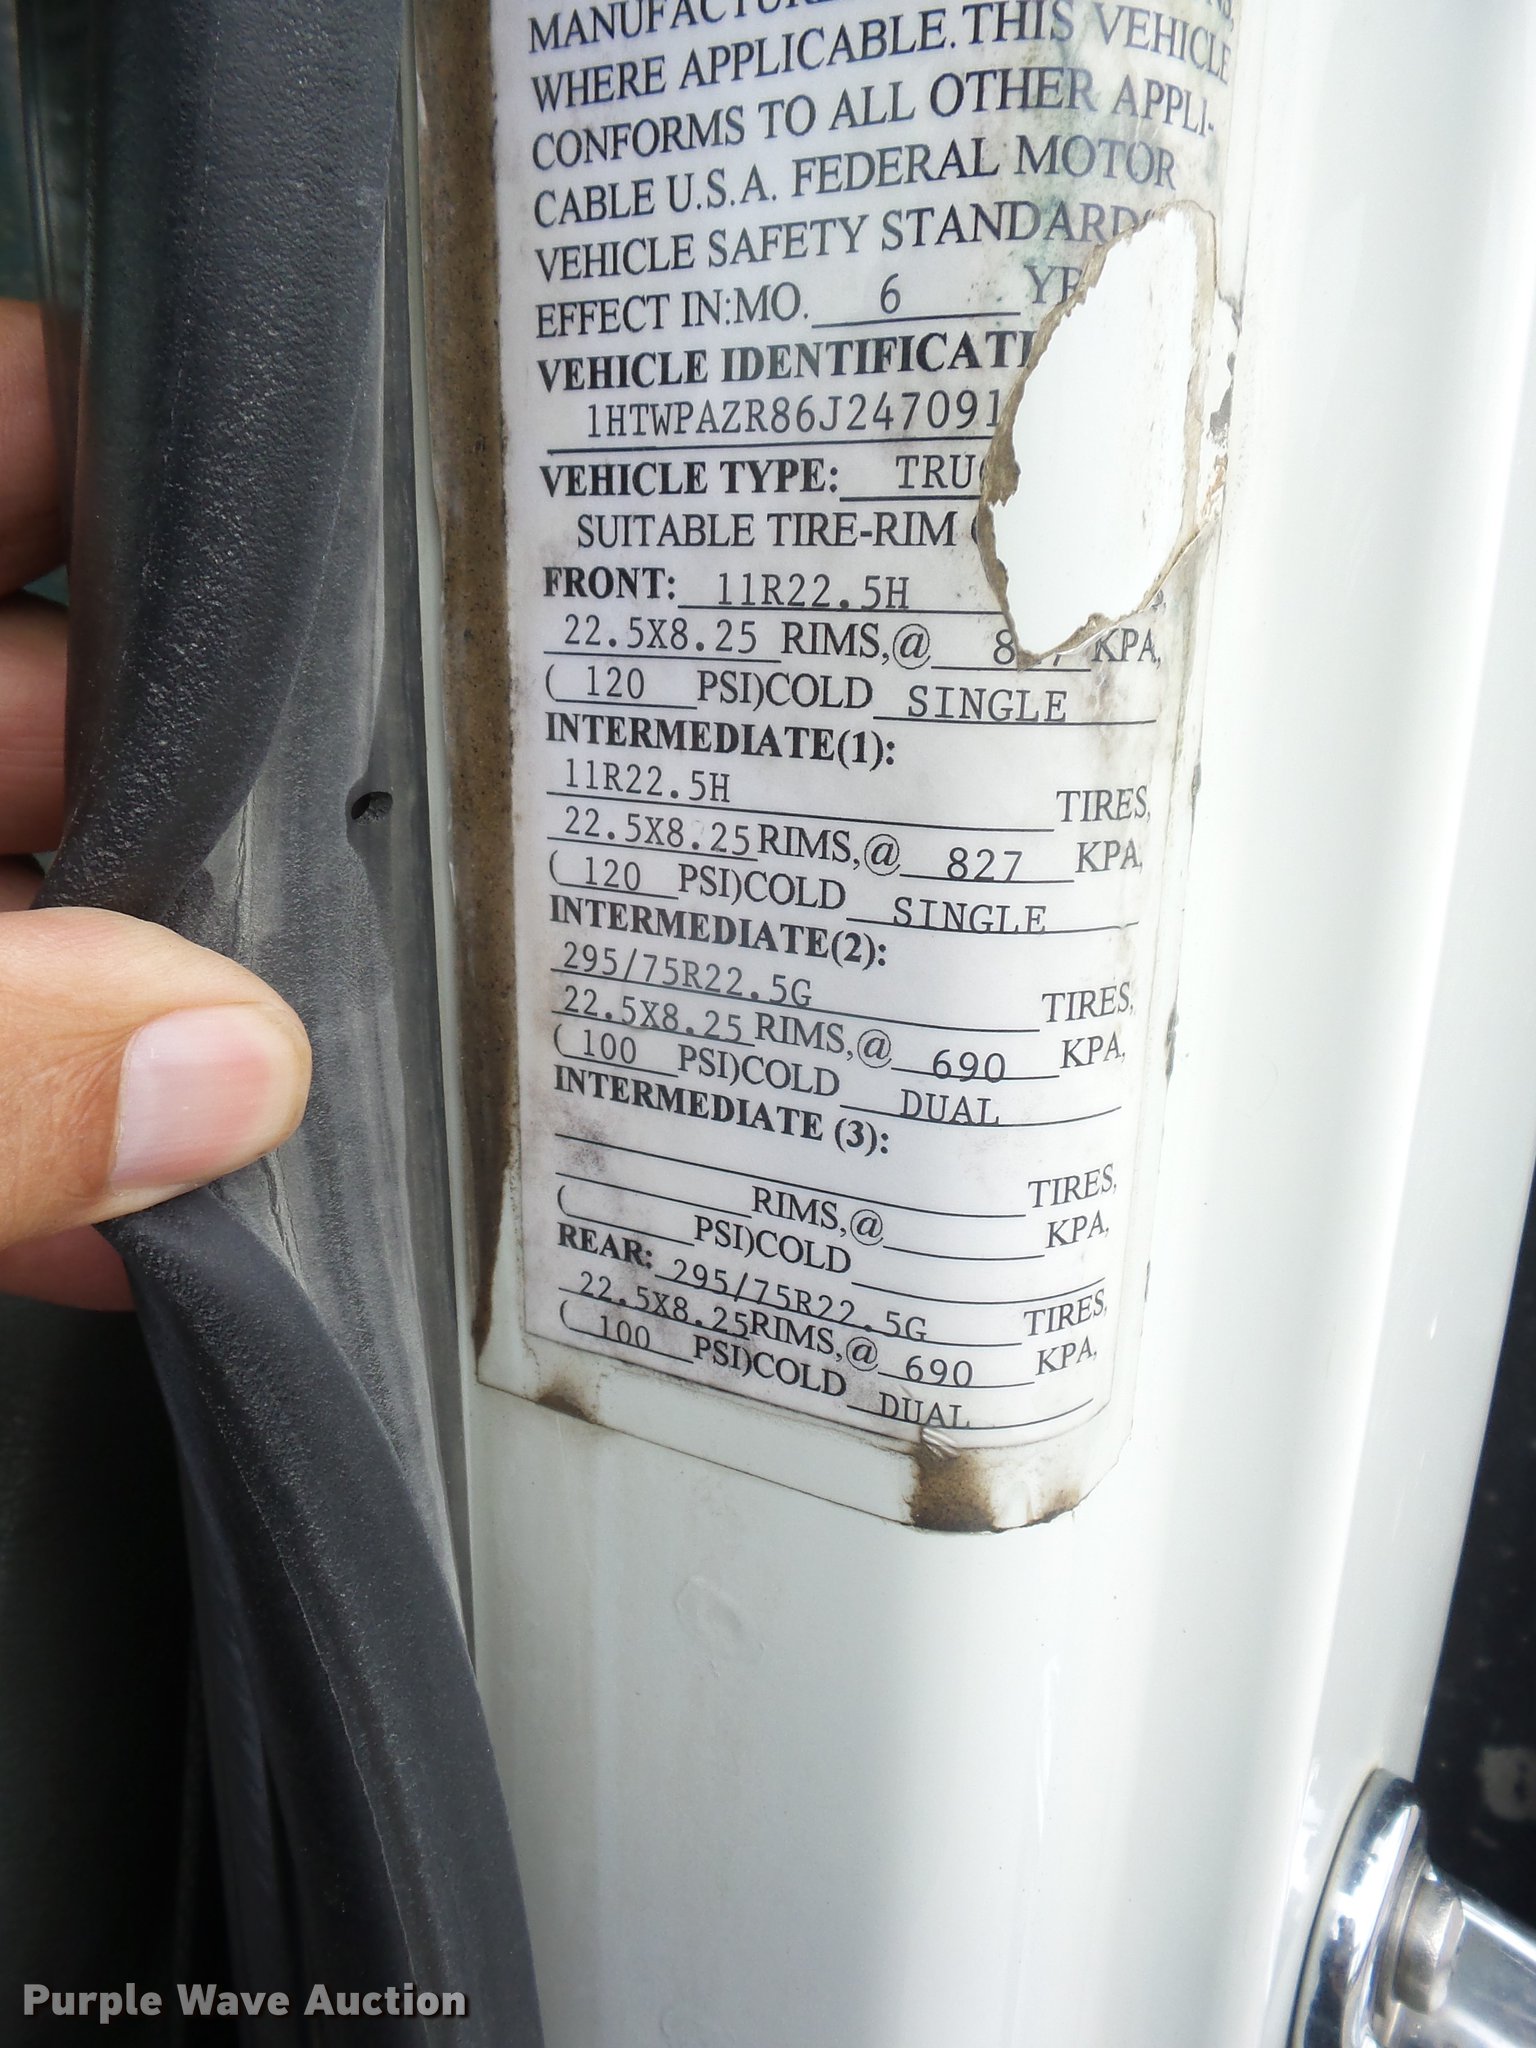 WHERE APPLICABLE. THIS VEHICLE
CONFORMS TO ALL OTHER APPLI-
CABLE U.S.A. FEDERAL MOTOR
VEHICLE SAFETY
EFFECT IN:MO. 6
VEHICLE
1HTWPAZR86J247091
VEHICLE TYPE:
SUITABLE TIRE-RIM
FRONT: 11R22.5H
22.5X8.25 RIMS,@ KPA,
( 120 PSI)COLD SINGLE
INTERMEDIATE(1):
11R22.5H TIRES,
22.5X8.25 RIMS,@ 827 KPA,
( 120 PSI)COLD SINGLE
INTERMEDIATE(2):
295/75R22.5G TIRES,
22.5X8.25 RIMS,@ 690 KPA,
( 100 PSI)COLD DUAL
INTERMEDIATE (3):
TIRES,
RIMS,@ KPA,
( PSI)COLD
REAR: 295/75R22.5G TIRES,
22.5X8.25 RIMS,@ 690 KPA,
( 100 PSI)COLD DUAL
Purple Wave Auction